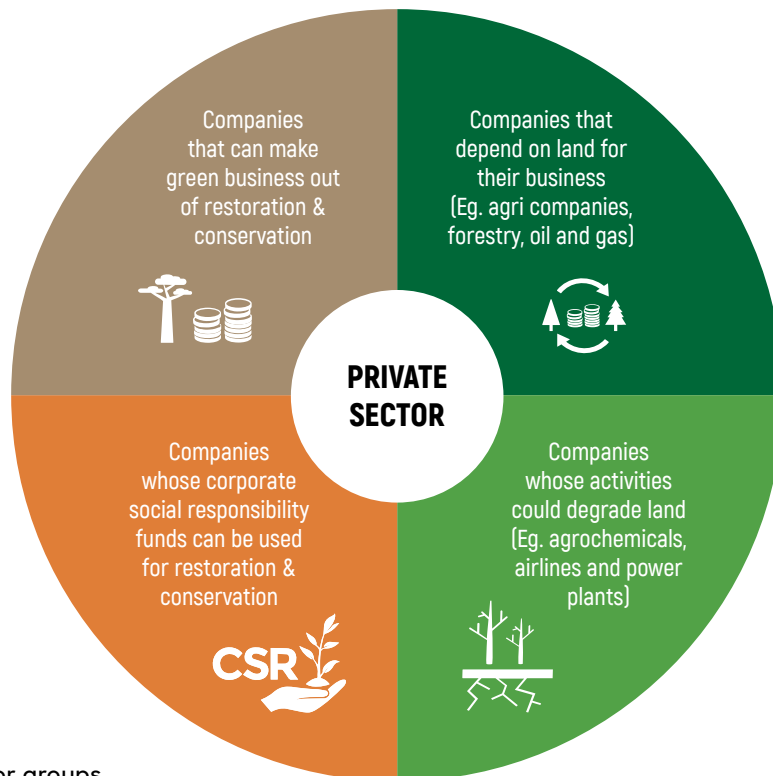 Companies
that can make
green business out
of restoration &
conservation
Companies that
depend on land for
their business
(Eg. agri companies,
forestry, oil and gas)
PRIVATE
SECTOR
Companies
whose corporate
social responsibility
funds can be used
for restoration &
conservation
CSR
Companies
whose activities
could degrade land
(Eg. agrochemicals,
airlines and power
plants)
or groups